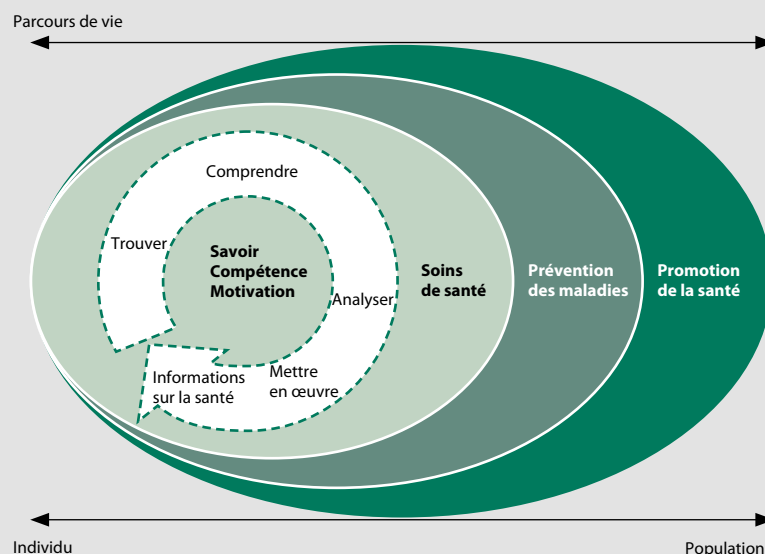 Parcours de vie
Comprendre
Trouver
Savoir
Compétence
Motivation
Analyser
Mettre
en œuvre
Informations
sur la santé
Soins
de santé
Prévention
des maladies
Promotion
de la santé
Individu
Population